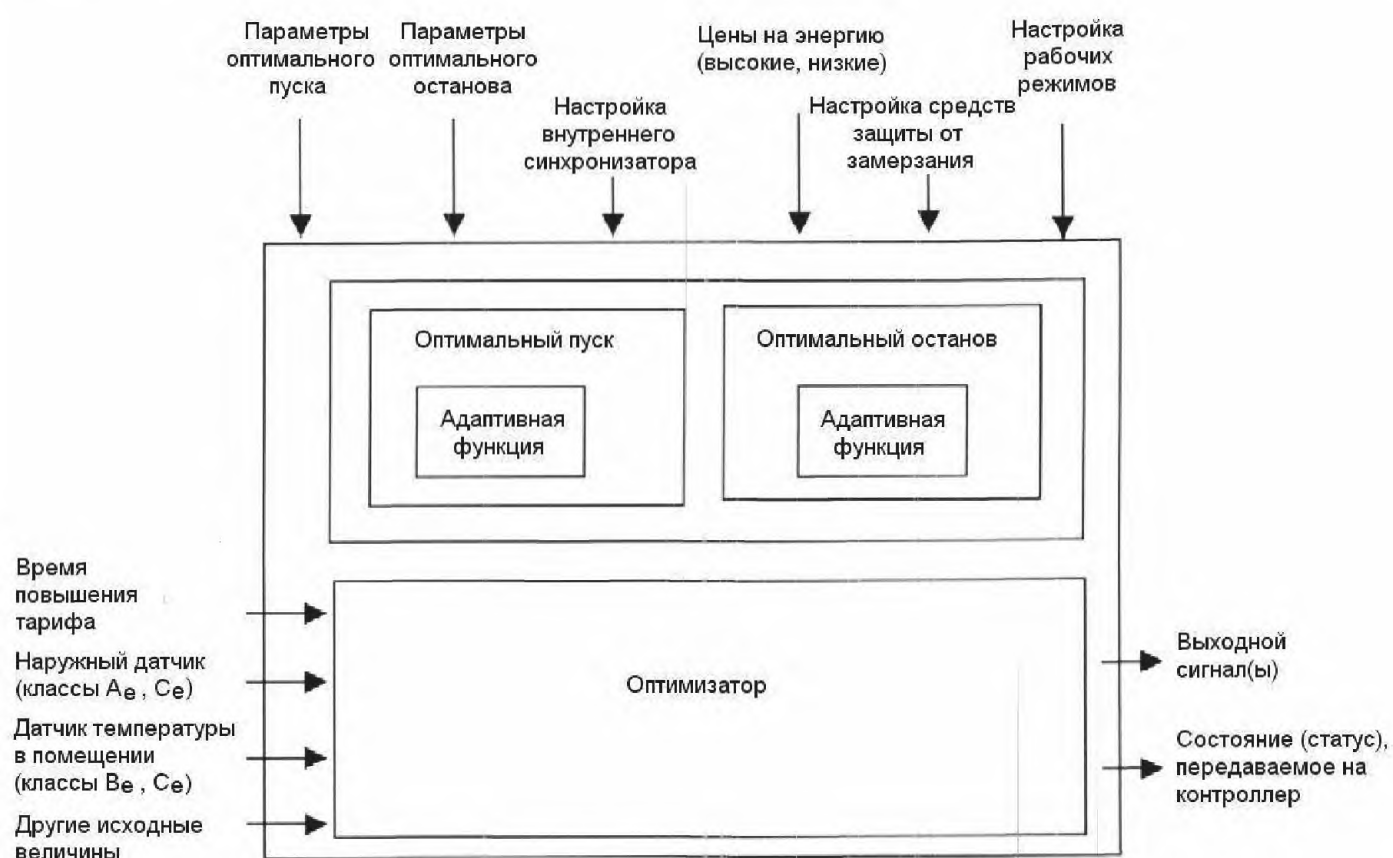 Параметры
оптимального
пуска
Параметры
оптимального
останова
Настройка
внутреннего
синхронизатора
Цены на энергию
(высокие, низкие)
Настройка средств
защиты от
замерзания
Настройка
рабочих
режимов
Оптимальный пуск
Адаптивная
функция
Оптимальный останов
Адаптивная
функция
Время
повышения
тарифа
Наружный датчик
(классы Ae , Ce)
Датчик температуры
в помещении
(классы Be , Ce)
Другие исходные
величины
Оптимизатор
Выходной
сигнал(ы)
Состояние (статус),
передаваемое на
контроллер